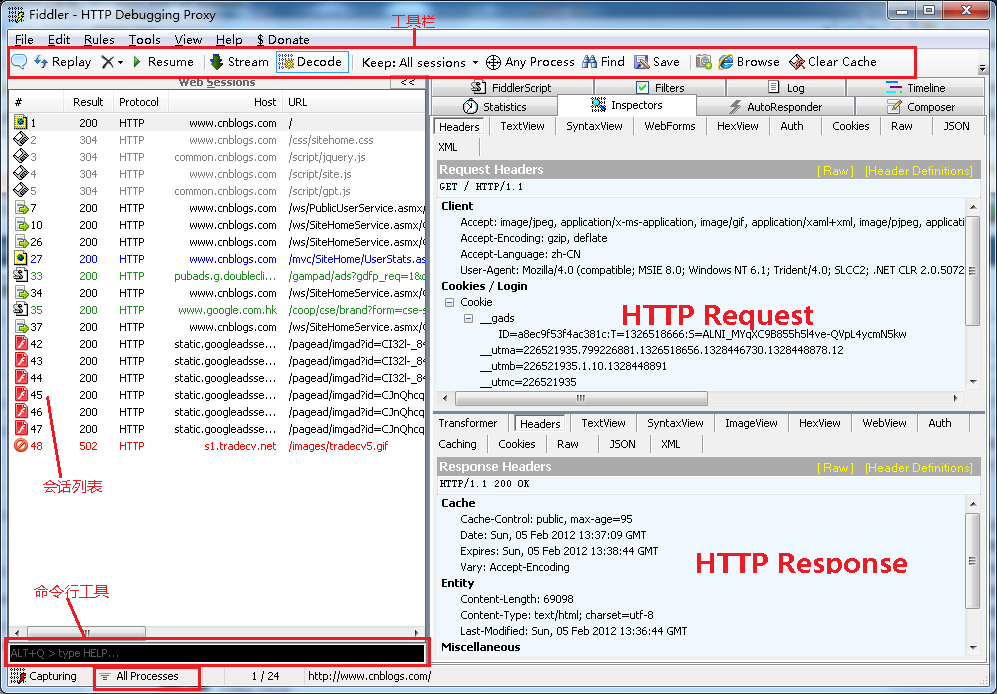 Fiddler - HTTP Debugging Proxy
File Edit Rules Tools View Help $ Donate
工具栏
Replay Resume Stream Decode Keep: All sessions Any Process Find Save Browse Clear Cache
Web Sessions <<
# Result Protocol Host URL
1 200 HTTP www.cnblogs.com /
2 304 HTTP www.cnblogs.com /css/sitehome.css
3 304 HTTP common.cnblogs.com /script/jquery.js
4 304 HTTP www.cnblogs.com /script/site.js
5 304 HTTP common.cnblogs.com /script/gpt.js
7 200 HTTP www.cnblogs.com /ws/PublicUserService.asmx/
10 200 HTTP www.cnblogs.com /ws/SiteHomeService.asmx/G
26 200 HTTP www.cnblogs.com /ws/SiteHomeService.asmx/G
27 200 HTTP www.cnblogs.com /mvc/SiteHome/UserStats.as
33 200 HTTP pubads.g.doublecli... /gampad/ads?gdfp_req=1&c
34 200 HTTP www.cnblogs.com /ws/SiteHomeService.asmx/G
35 200 HTTP www.google.com.hk /coop/cse/brand?form=cse-s
37 200 HTTP www.cnblogs.com /ws/SiteHomeService.asmx/G
42 200 HTTP static.googleadsse... /pagead/imgad?id=CI32l-_84
43 200 HTTP static.googleadsse... /pagead/imgad?id=CI32l-_84
44 200 HTTP static.googleadsse... /pagead/imgad?id=CI32l-_84
45 200 HTTP static.googleadsse... /pagead/imgad?id=CJnQhcq
46 200 HTTP static.googleadsse... /pagead/imgad?id=CJnQhcq
47 200 HTTP static.googleadsse... /pagead/imgad?id=CJnQhcq
48 502 HTTP s1.tradecv.net /images/tradecv5.gif
会话列表
命令行工具
ALT+Q > type HELP...
FiddlerScript Filters Log Timeline
Statistics Inspectors AutoResponder Composer
Headers TextView SyntaxView WebForms HexView Auth Cookies Raw JSON
XML
Request Headers [ Raw ] [Header Definitions]
GET / HTTP/1.1
Client
Accept: image/jpeg, application/x-ms-application, image/gif, application/xaml+xml, image/pjpeg, applicati
Accept-Encoding: gzip, deflate
Accept-Language: zh-CN
User-Agent: Mozilla/4.0 (compatible; MSIE 8.0; Windows NT 6.1; Trident/4.0; SLCC2; .NET CLR 2.0.5072
Cookies / Login
Cookie
__gads
HTTP Request
ID=a8ec9f53f4ac381c:T=1326518666:S=ALNI_MYqXC9B855h5l4ve-QVpL4ycmN5kw
__utma=226521935.799226881.1326518656.1328446730.1328448878.12
__utmb=226521935.1.10.1328448891
__utmc=226521935
Transformer Headers TextView SyntaxView ImageView HexView WebView Auth
Caching Cookies Raw JSON XML
Response Headers [ Raw ] [Header Definitions]
HTTP/1.1 200 OK
Cache
Cache-Control: public, max-age=95
Date: Sun, 05 Feb 2012 13:37:09 GMT
Expires: Sun, 05 Feb 2012 13:38:44 GMT
Vary: Accept-Encoding
HTTP Response
Entity
Content-Length: 69098
Content-Type: text/html; charset=utf-8
Last-Modified: Sun, 05 Feb 2012 13:36:44 GMT
Miscellaneous
Capturing All Processes 1 / 24 http://www.cnblogs.com/